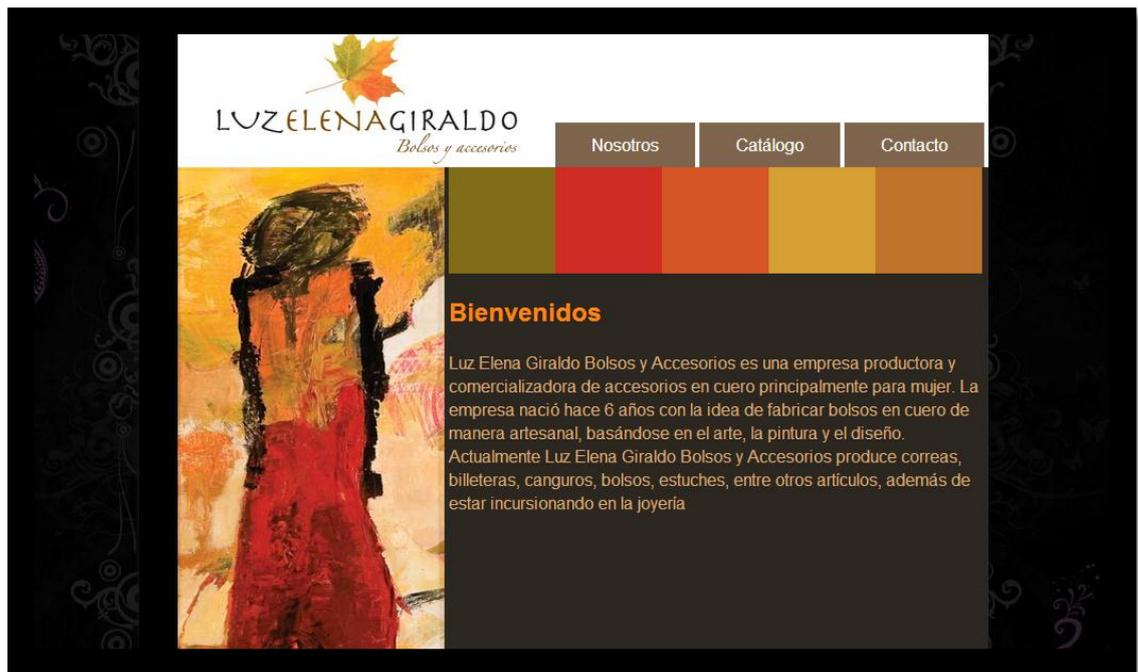 LUZELENAGIRALDO
Bolsos y accesorios
Nosotros Catálogo Contacto
Bienvenidos
Luz Elena Giraldo Bolsos y Accesorios es una empresa productora y
comercializadora de accesorios en cuero principalmente para mujer. La
empresa nació hace 6 años con la idea de fabricar bolsos en cuero de
manera artesanal, basándose en el arte, la pintura y el diseño.
Actualmente Luz Elena Giraldo Bolsos y Accesorios produce correas,
billeteras, canguros, bolsos, estuches, entre otros artículos, además de
estar incursionando en la joyería